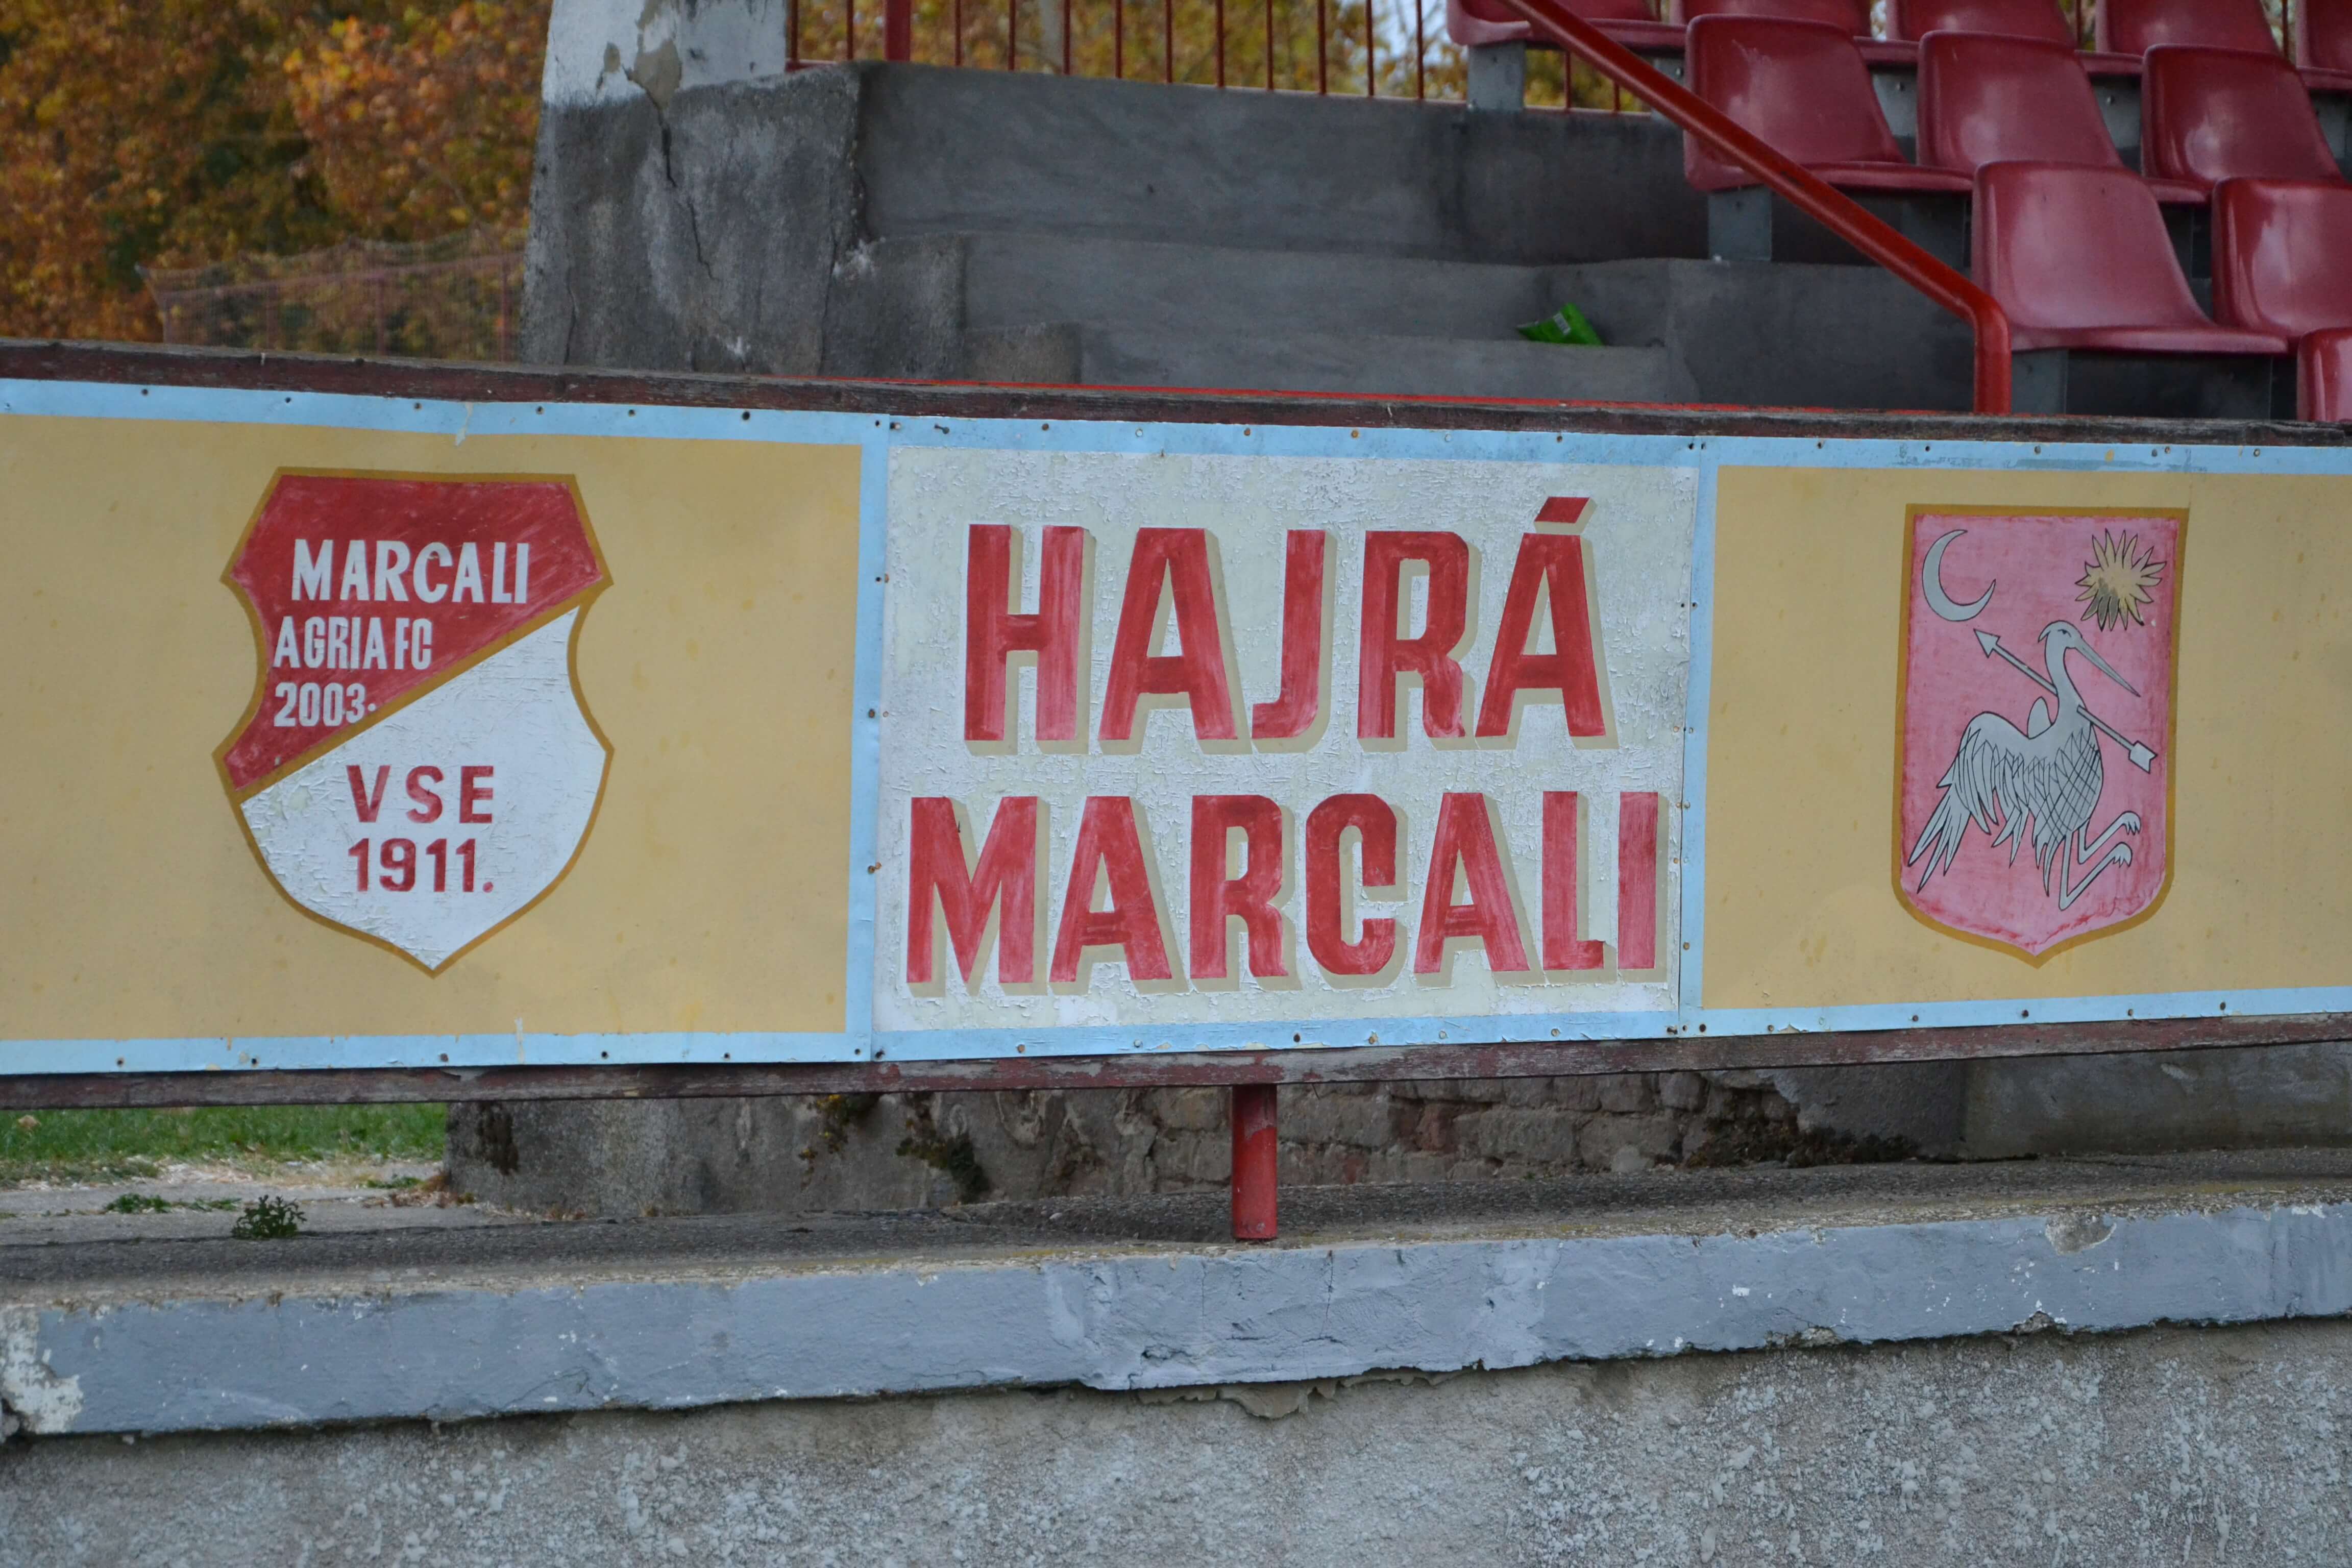 MARCALI
AGRIA FC
2003.
VSE
1911.
HAJRÁ
MARCALI